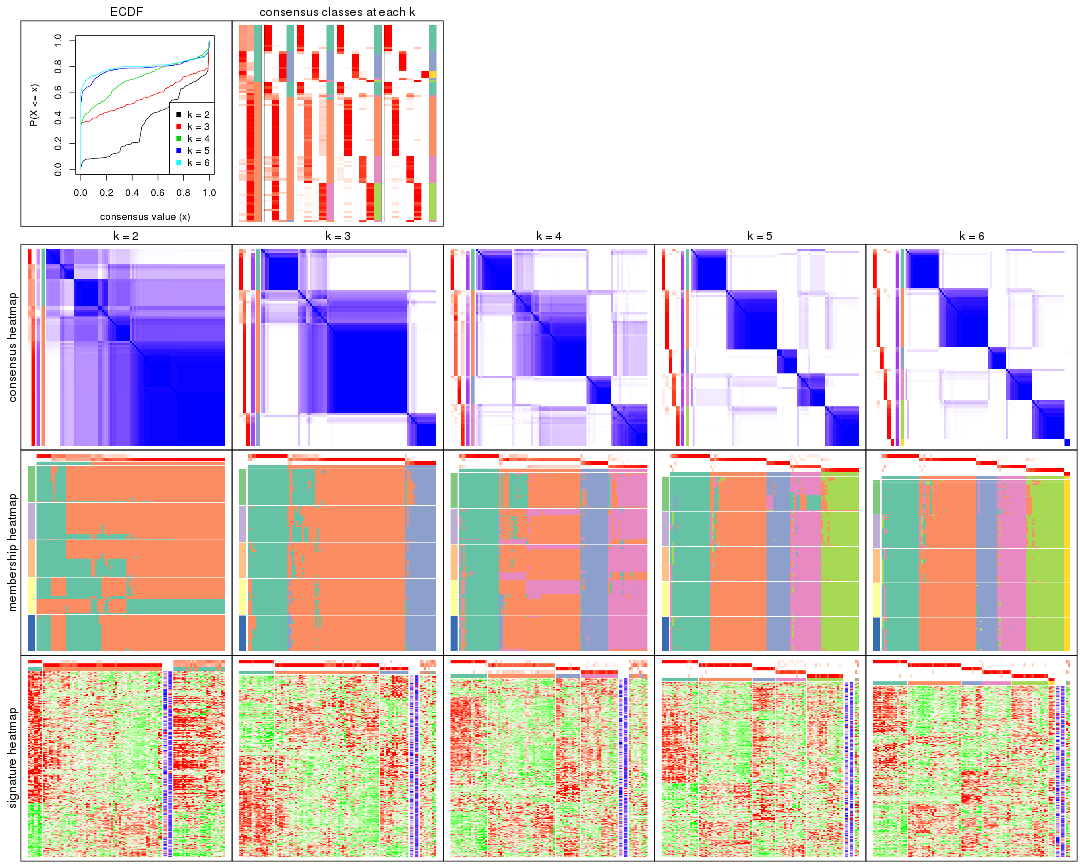 ECDF
consensus classes at each k
P(X <= x)
0.0 0.2 0.4 0.6 0.8 1.0
k = 2
k = 3
k = 4
k = 5
k = 6
0.0 0.2 0.4 0.6 0.8 1.0
consensus value (x)
k = 2
k = 3
k = 4
k = 5
k = 6
consensus heatmap
membership heatmap
signature heatmap